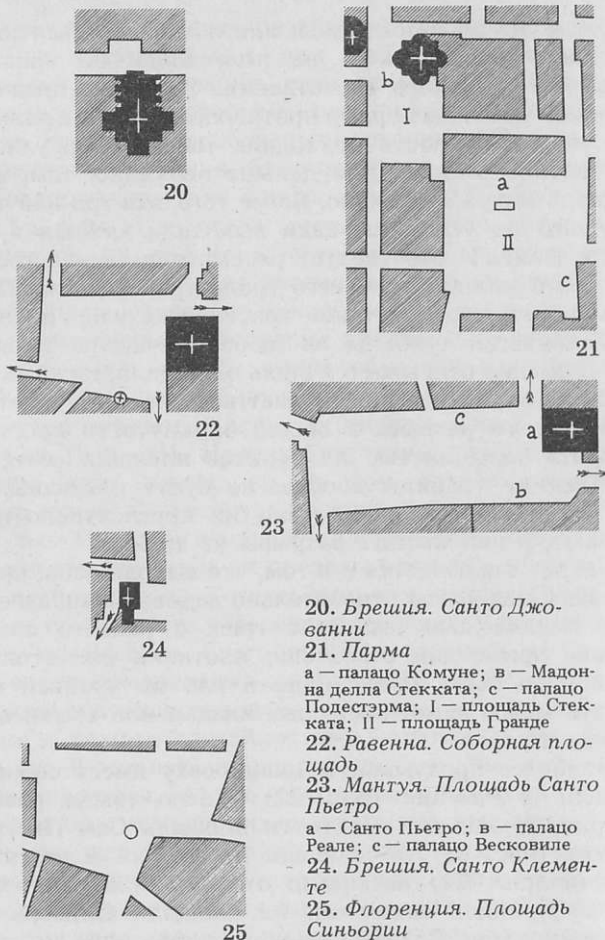 20
b
I
a
II
c
21
22
c
a
b
23
24
25
20. Брешия. Санто Джо-
ванни
21. Парма
а — палацо Комуне; в — Мадон-
на делла Стекката; с — палацо
Подестэрма; I — площадь Стек-
ката; II — площадь Гранде
22. Равенна. Соборная пло-
щадь
23. Мантуя. Площадь Санто
Пьетро
а — Санто Пьетро; в — палацо
Реале; с — палацо Весковиле
24. Брешия. Санто Клемен-
те
25. Флоренция. Площадь
Синьории